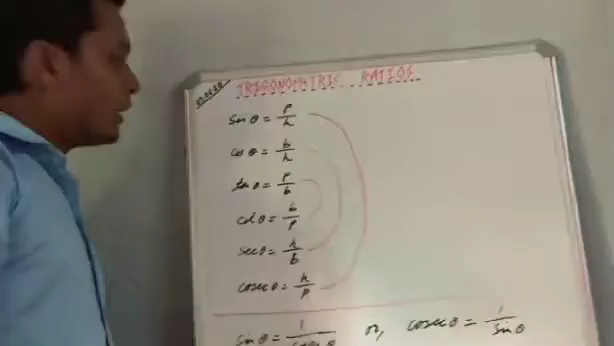 TRIGONOMETRIC RATIOS
sin θ = p/h
cos θ = b/h
tan θ = p/b
cot θ = b/p
sec θ = h/b
cosec θ = h/p
sin θ = 1/cosec θ or, cosec θ = 1/sin θ